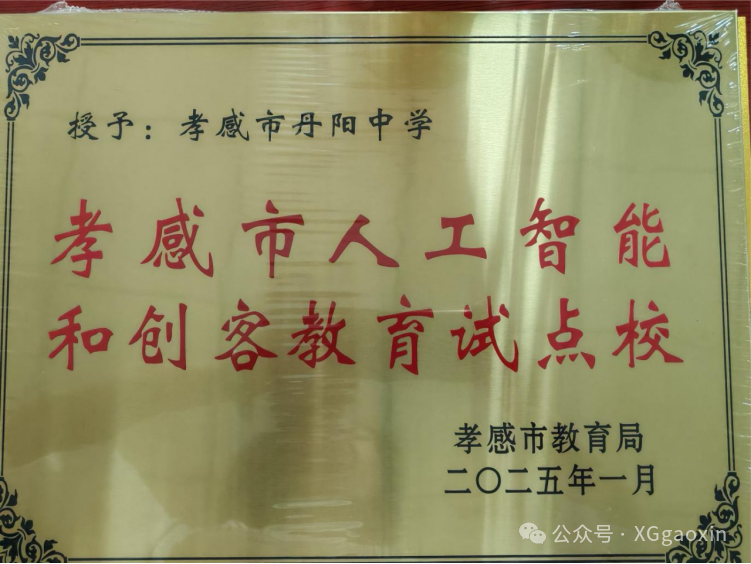 授予：孝感市丹阳中学
孝感市人工智能
和创客教育试点校
孝感市教育局
二〇二五年一月
公众号·XGgaoxin